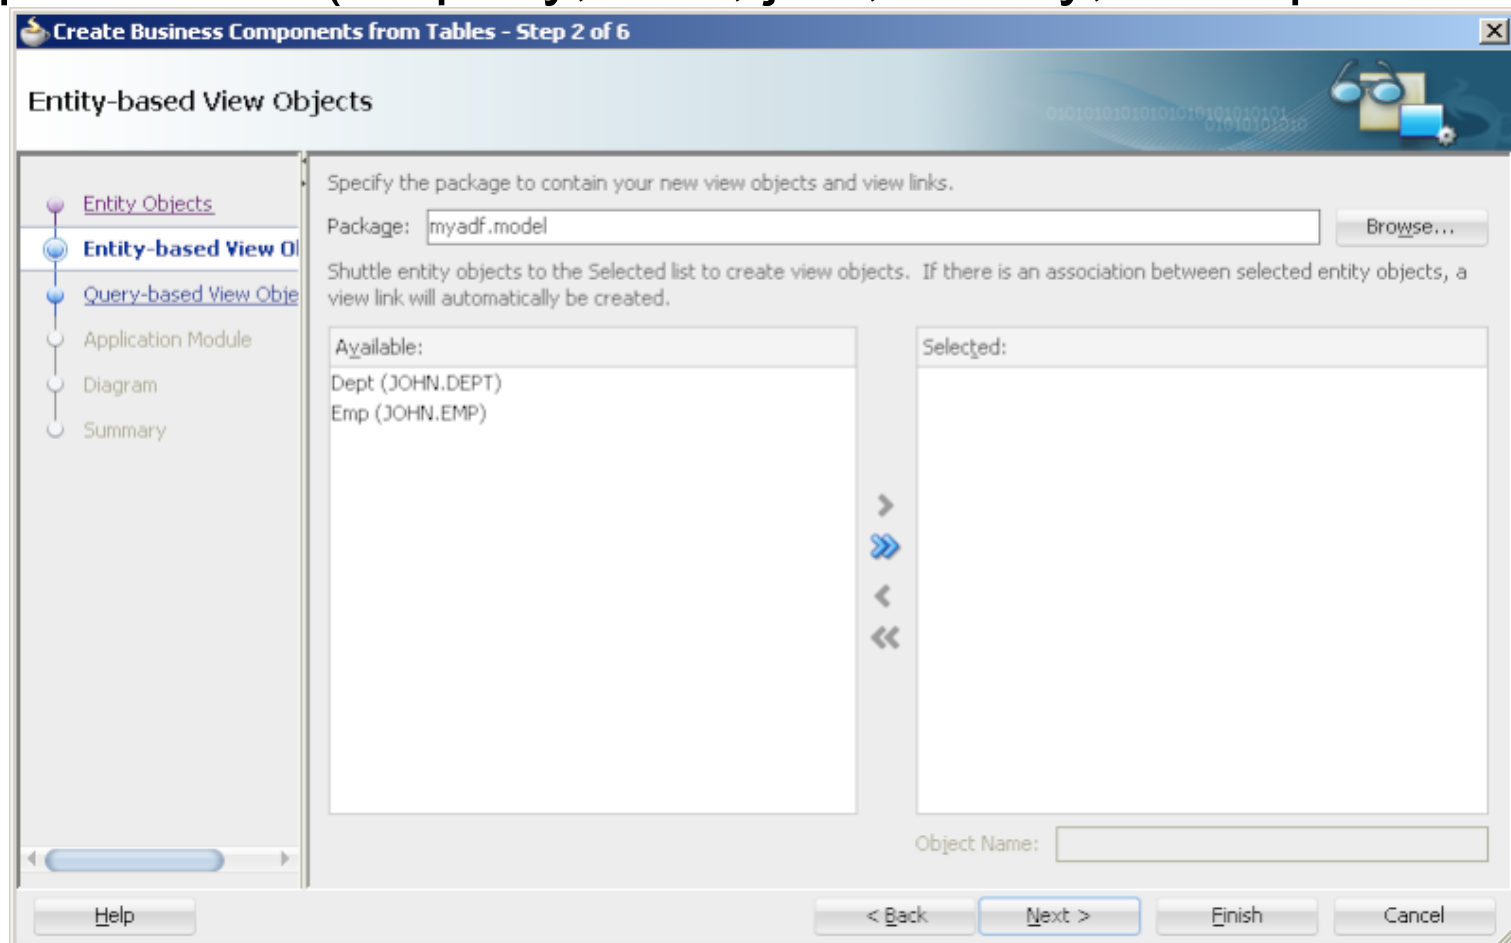 Create Business Components from Tables - Step 2 of 6
Entity-based View Objects
Entity Objects
Entity-based View Ol
Query-based View Obje
Application Module
Diagram
Summary
Specify the package to contain your new view objects and view links.
Package: myadf.model Browse...
Shuttle entity objects to the Selected list to create view objects. If there is an association between selected entity objects, a
view link will automatically be created.
Available: Selected:
Dept (JOHN.DEPT)
Emp (JOHN.EMP)
Object Name:
Help < Back Next > Finish Cancel